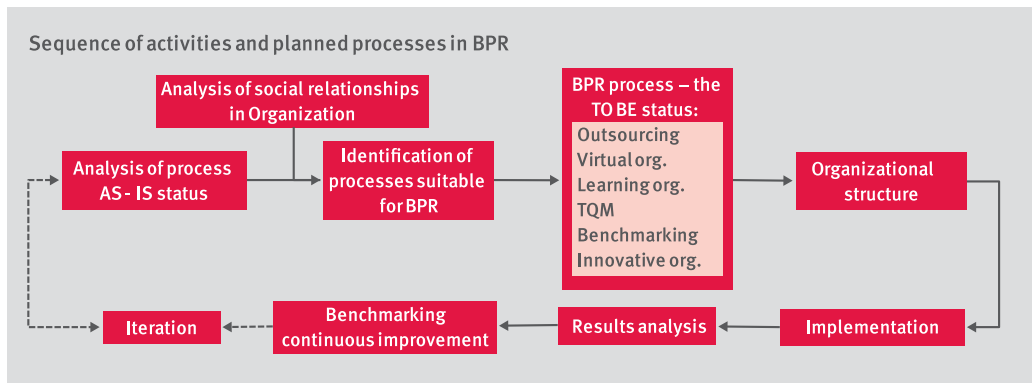 Sequence of activities and planned processes in BPR
Analysis of social relationships
in Organization
Analysis of process
AS - IS status
Identification of
processes suitable
for BPR
BPR process – the
TO BE status:
Outsourcing
Virtual org.
Learning org.
TQM
Benchmarking
Innovative org.
Organizational
structure
Implementation
Results analysis
Benchmarking
continuous improvement
Iteration